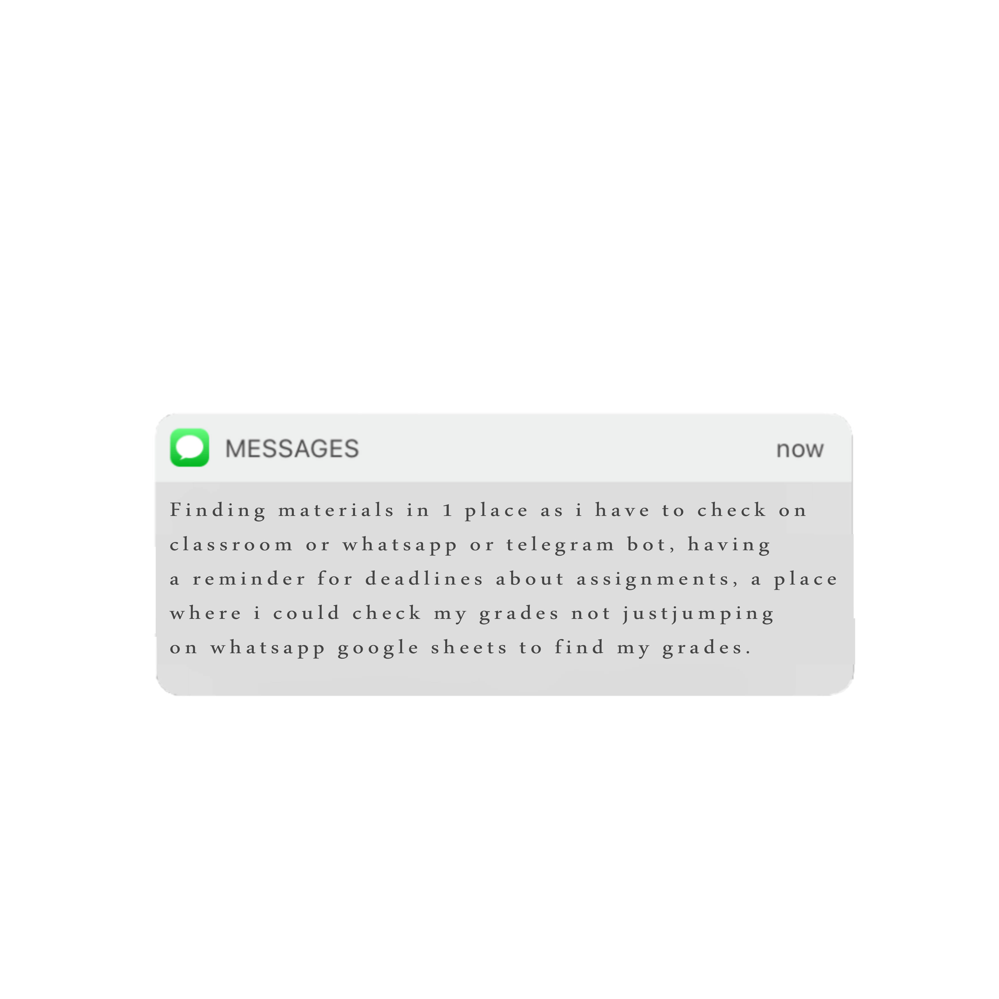 MESSAGES now
Finding materials in 1 place as i have to check on
classroom or whatsapp or telegram bot, having
a reminder for deadlines about assignments, a place
where i could check my grades not justjumping
on whatsapp google sheets to find my grades.